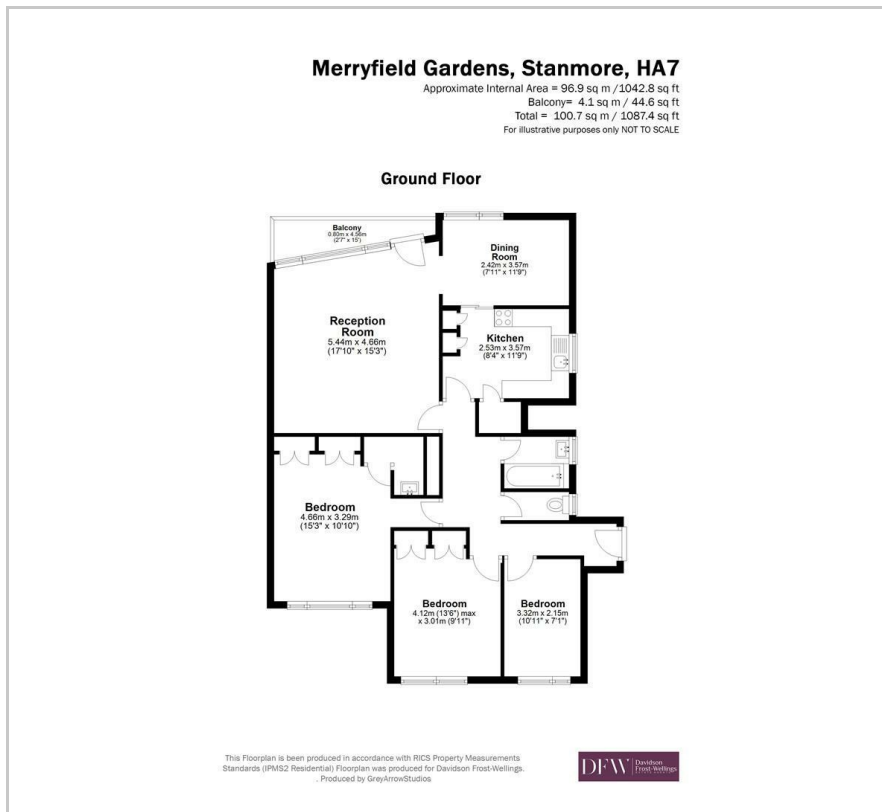 Merryfield Gardens, Stanmore, HA7
Approximate Internal Area = 96.9 sq m /1042.8 sq ft
Balcony= 4.1 sq m / 44.6 sq ft
Total = 100.7 sq m / 1087.4 sq ft
For illustrative purposes only NOT TO SCALE
Ground Floor
Balcony
0.80m x 4.56m
(2'7" x 15')
Dining
Room
2.42m x 3.57m
(7'11" x 11'9")
Reception
Room
5.44m x 4.66m
(17'10" x 15'3")
Kitchen
2.53m x 3.57m
(8'4" x 11'9")
Bedroom
4.66m x 3.29m
(15'3" x 10'10")
Bedroom
4.12m (13'6") max
x 3.01m (9'11")
Bedroom
3.32m x 2.15m
(10'11" x 7'1")
This Floorplan is been produced in accordance with RICS Property Measurements
Standards (IPMS2 Residential) Floorplan was produced for Davidson Frost-Wellings.
. Produced by GreyArrowStudios
DFW
Davidson
Frost-Wellings